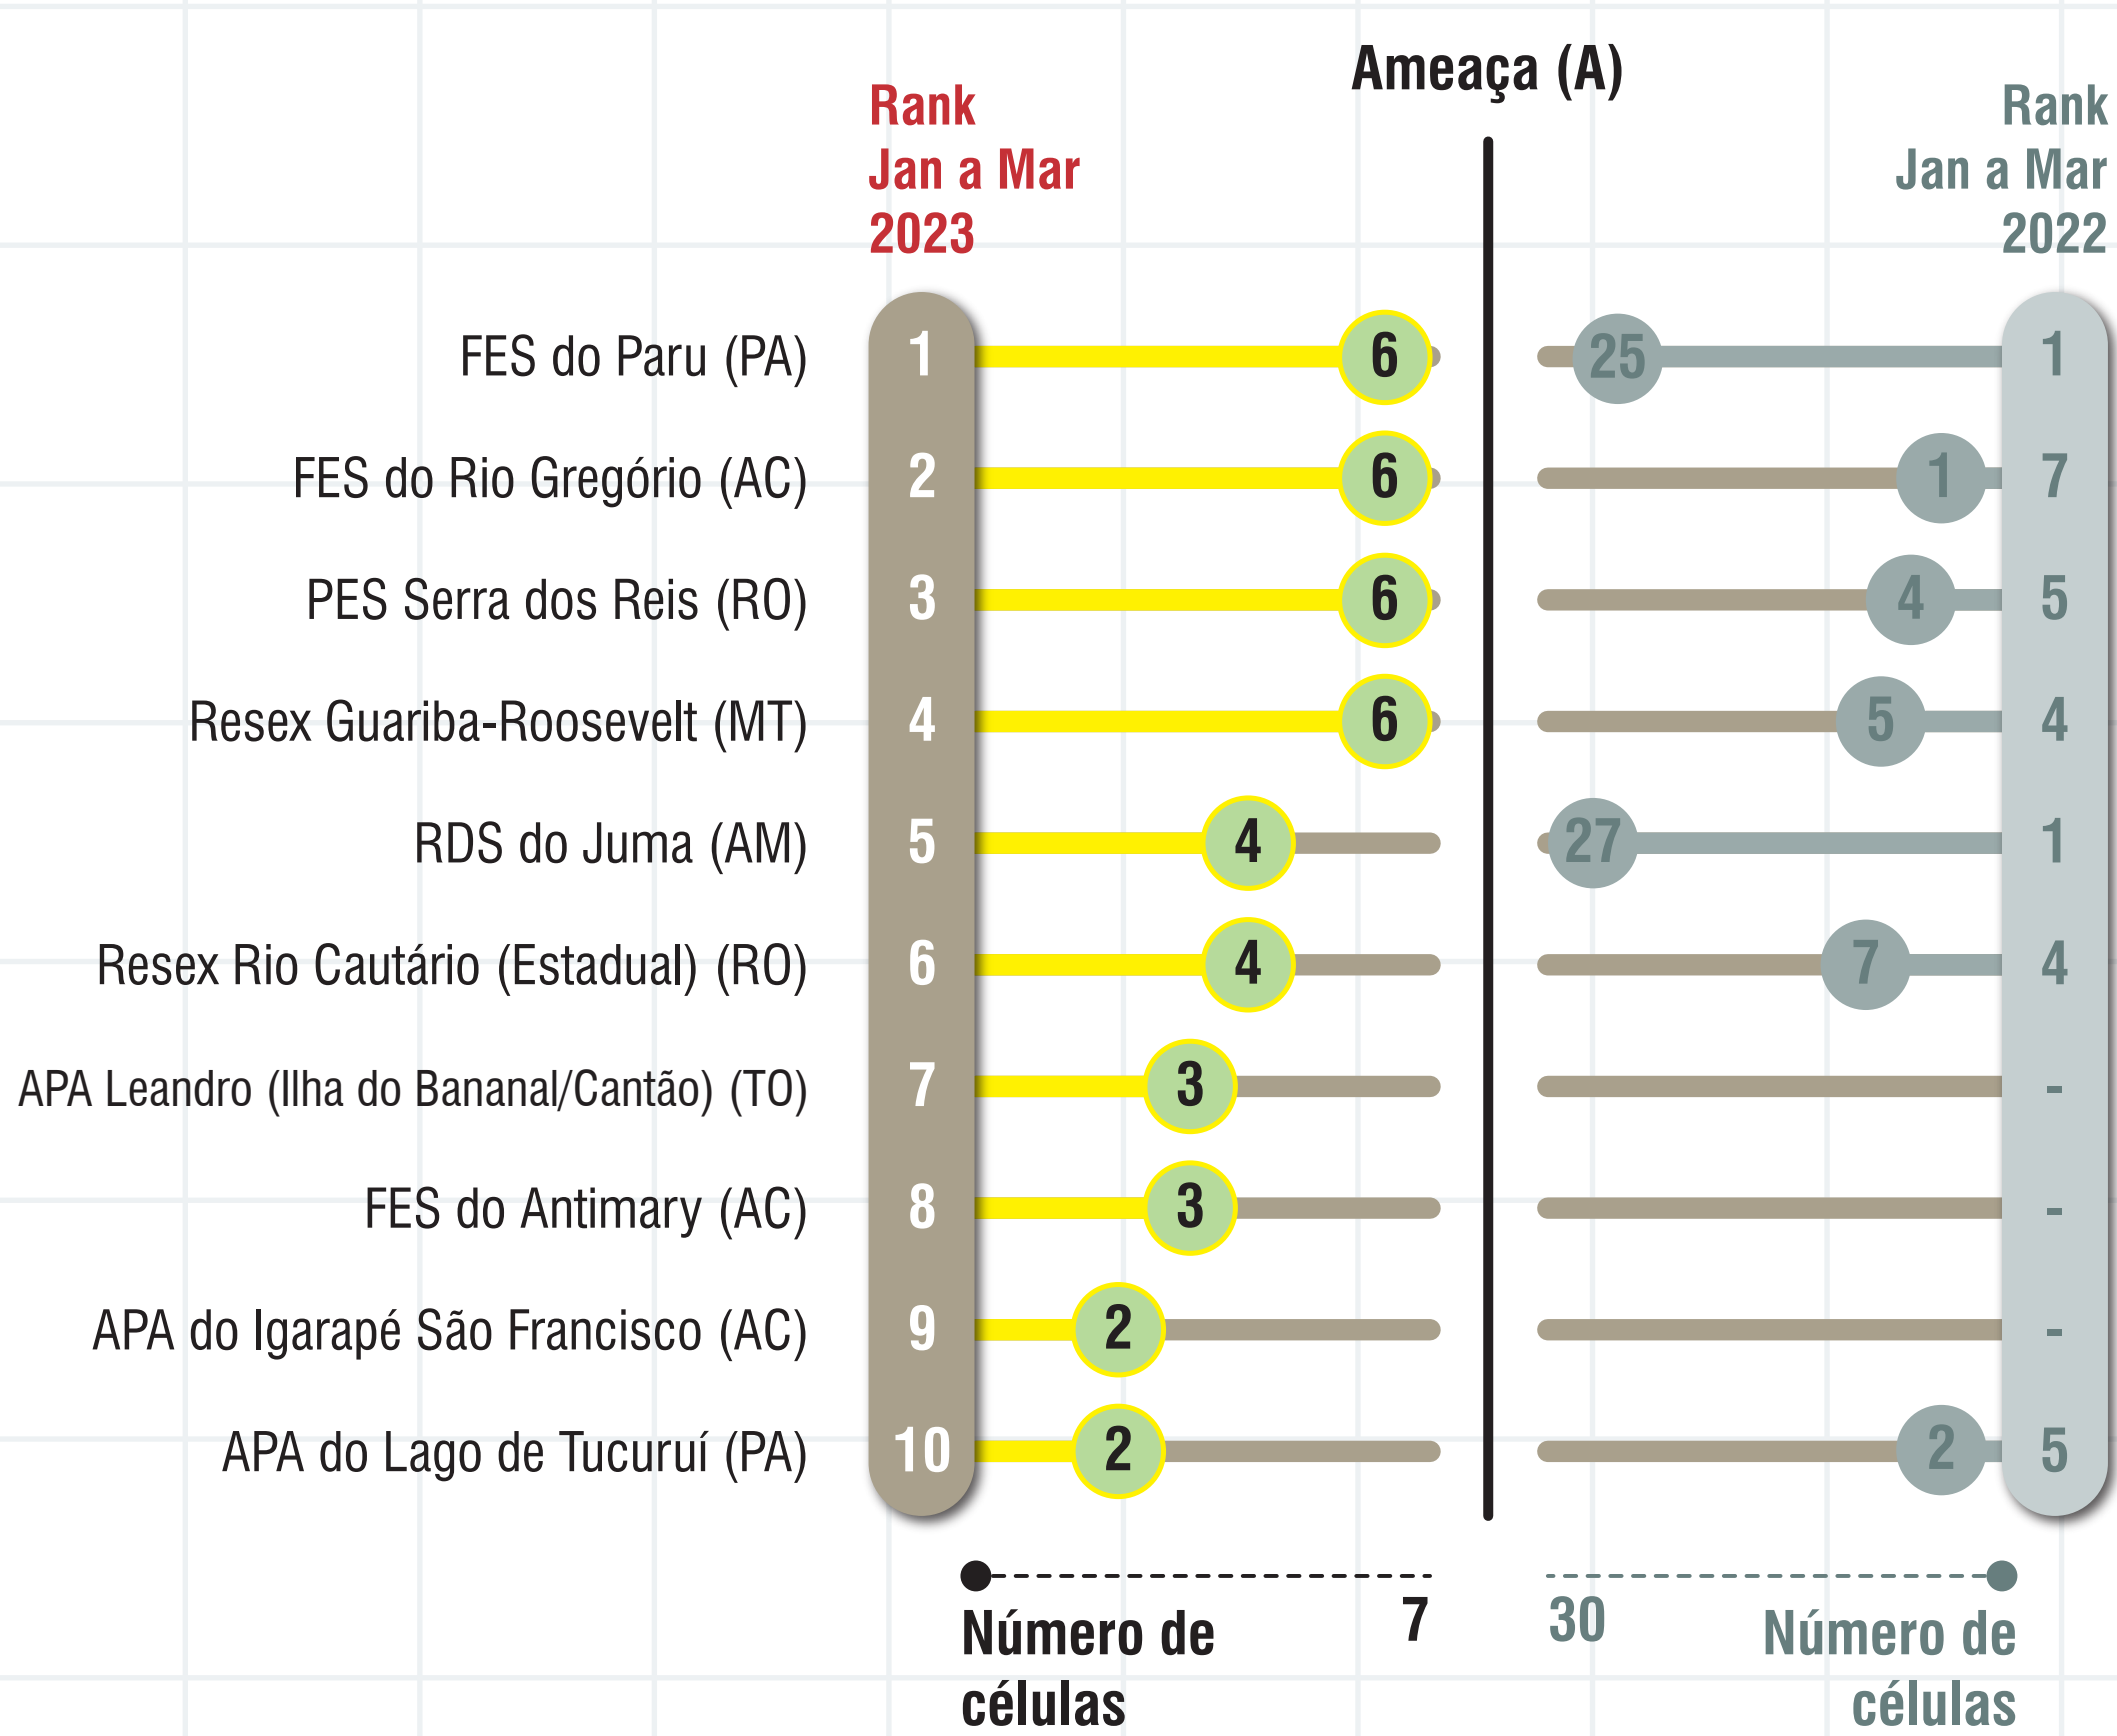 Ameaça (A)
Rank
Jan a Mar
2023
Rank
Jan a Mar
2022
FES do Paru (PA) 1 6 25 1
FES do Rio Gregório (AC) 2 6 1 7
PES Serra dos Reis (RO) 3 6 4 5
Resex Guariba-Roosevelt (MT) 4 6 5 4
RDS do Juma (AM) 5 4 27 1
Resex Rio Cautário (Estadual) (RO) 6 4 7 4
APA Leandro (Ilha do Bananal/Cantão) (TO) 7 3 -
FES do Antimary (AC) 8 3 -
APA do Igarapé São Francisco (AC) 9 2 -
APA do Lago de Tucuruí (PA) 10 2 2 5
Número de
células
7
30
Número de
células